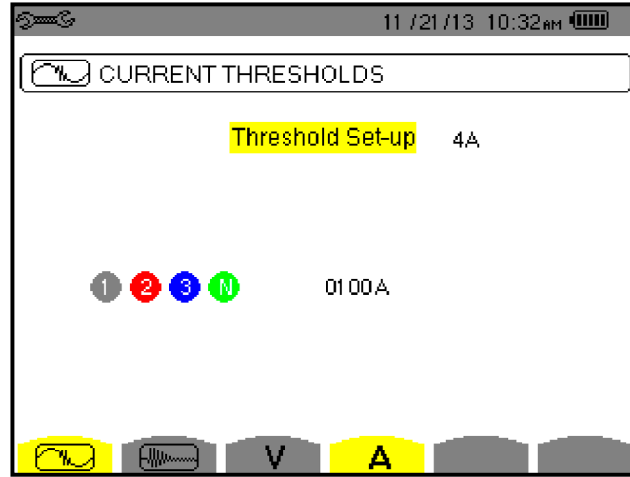 11/21/13 10:32AM
CURRENT THRESHOLDS
Threshold Set-up 4A
1 2 3 N 0100A
V A